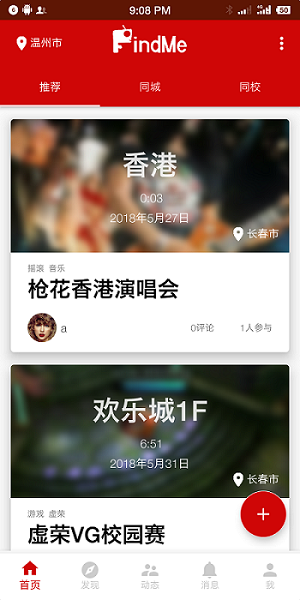 9:08 PM
50
温州市
FindMe
推荐 同城 同校
香港
0:03
2018年5月27日
长春市
摇滚 音乐
枪花香港演唱会
a 0评论 1人参与
欢乐城1F
6:51
2018年5月31日
长春市
游戏 虚荣
虚荣VG校园赛
首页 发现 动态 消息 我